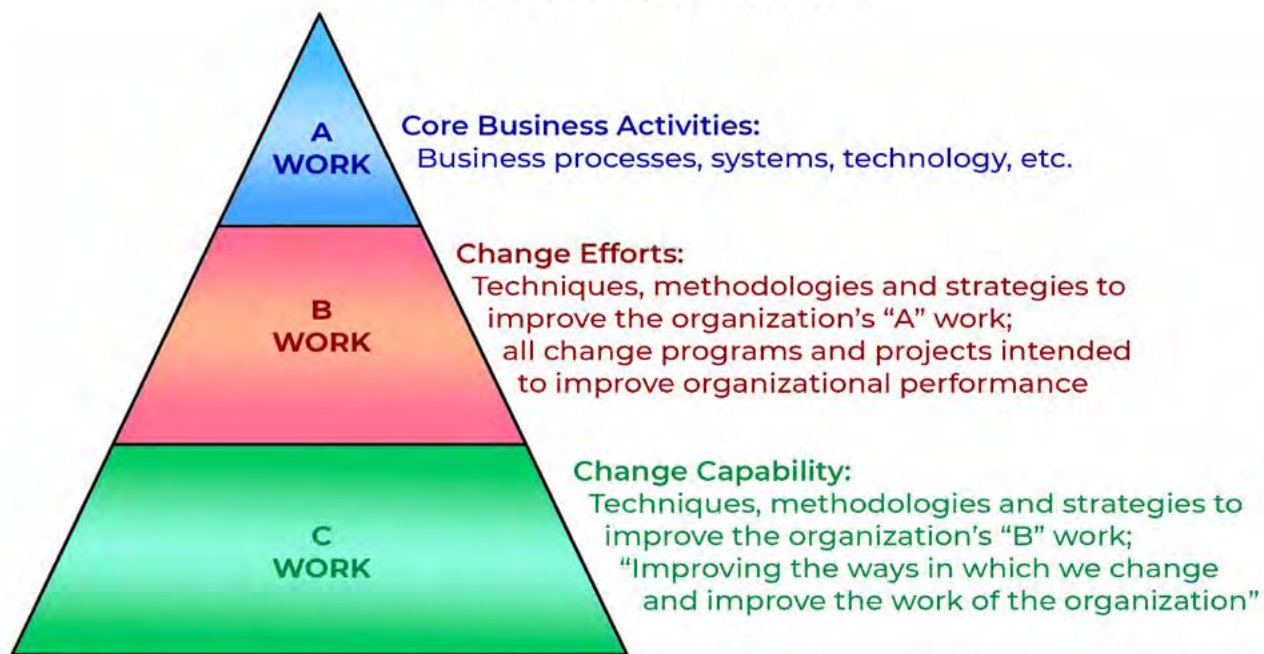 A
WORK
Core Business Activities:
Business processes, systems, technology, etc.
B
WORK
Change Efforts:
Techniques, methodologies and strategies to
improve the organization's “A” work;
all change programs and projects intended
to improve organizational performance
C
WORK
Change Capability:
Techniques, methodologies and strategies to
improve the organization's “B” work;
“Improving the ways in which we change
and improve the work of the organization”